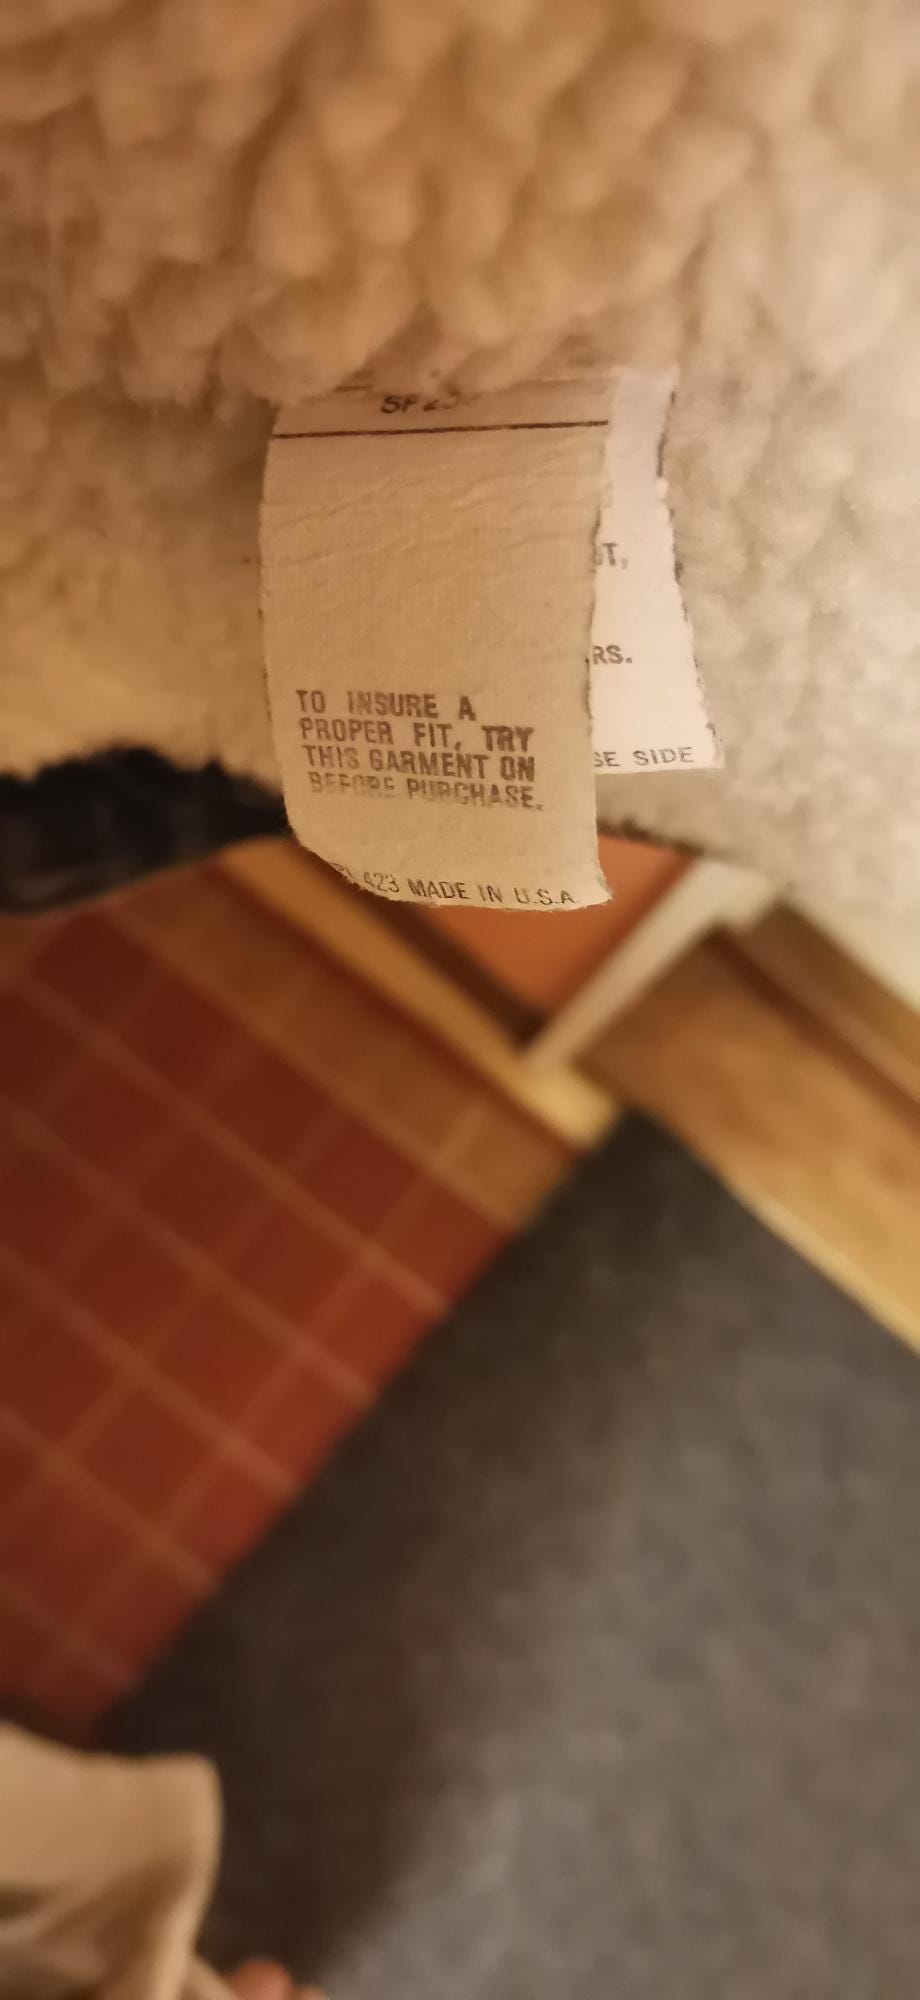 TO INSURE A
PROPER FIT, TRY
THIS GARMENT ON
BEFORE PURCHASE.
423 MADE IN U.S.A.
RS.
SE SIDE